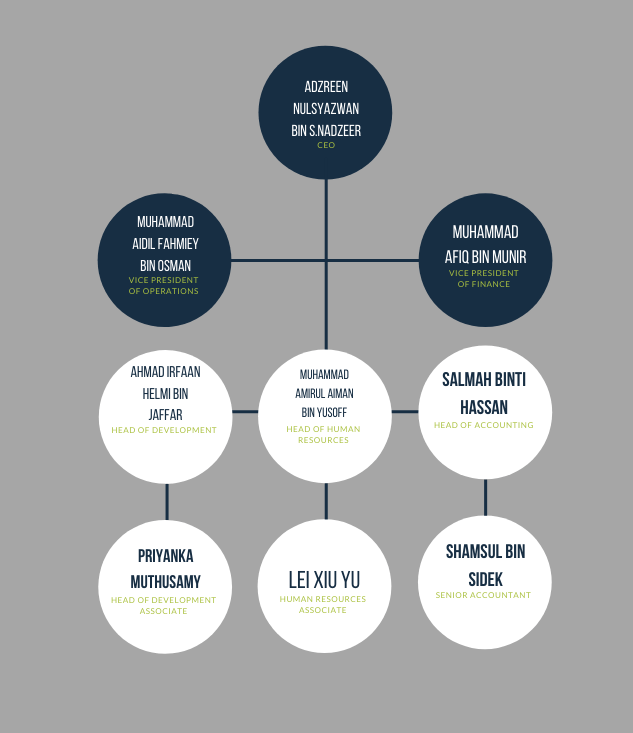 ADZREEN
NULSYAZWAN
BIN S.NADZEER
CEO
MUHAMMAD
AIDIL FAHMIEY
BIN OSMAN
VICE PRESIDENT
OF OPERATIONS
MUHAMMAD
AFIQ BIN MUNIR
VICE PRESIDENT
OF FINANCE
AHMAD IRFAAN
HELMI BIN
JAFFAR
HEAD OF DEVELOPMENT
MUHAMMAD
AMIRUL AIMAN
BIN YUSOFF
HEAD OF HUMAN
RESOURCES
SALMAH BINTI
HASSAN
HEAD OF ACCOUNTING
PRIYANKA
MUTHUSAMY
HEAD OF DEVELOPMENT
ASSOCIATE
LEI XIU YU
HUMAN RESOURCES
ASSOCIATE
SHAMSUL BIN
SIDEK
SENIOR ACCOUNTANT